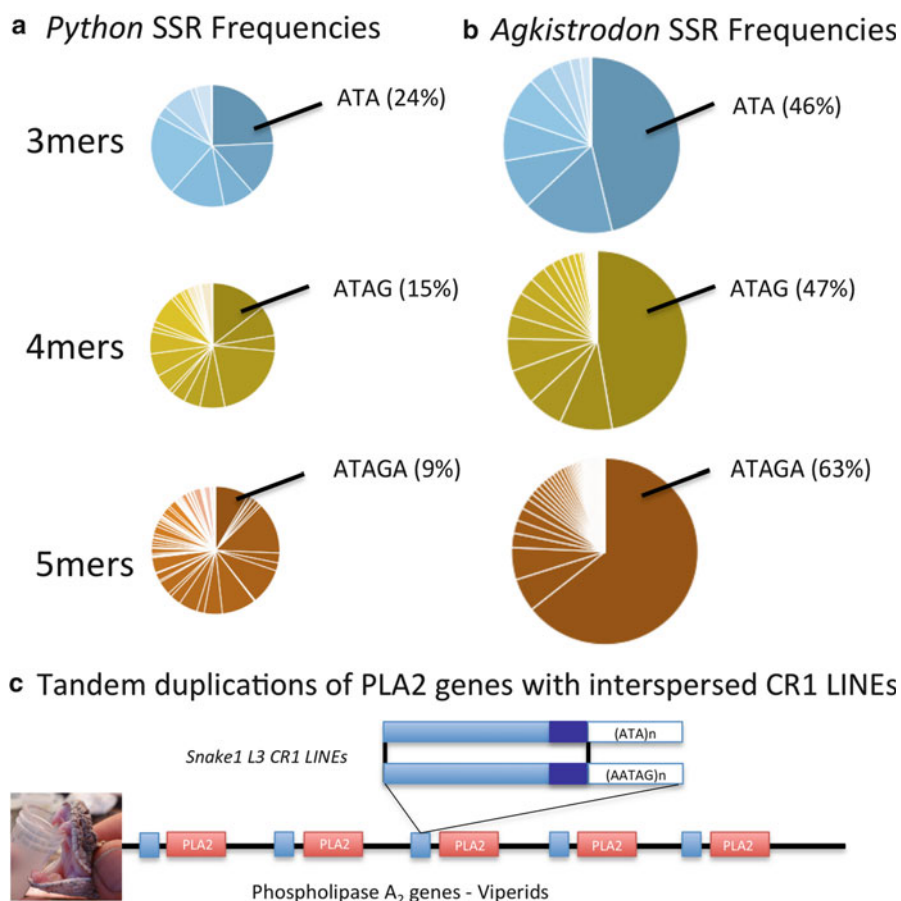 a Python SSR Frequencies
b Agkistrodon SSR Frequencies
3mers
ATA (24%)
ATA (46%)
4mers
ATAG (15%)
ATAG (47%)
5mers
ATAGA (9%)
ATAGA (63%)
c Tandem duplications of PLA2 genes with interspersed CR1 LINEs
Snake1 L3 CR1 LINEs
(ATA)n
(AATAG)n
PLA2 PLA2 PLA2 PLA2 PLA2
Phospholipase A₂ genes - Viperids